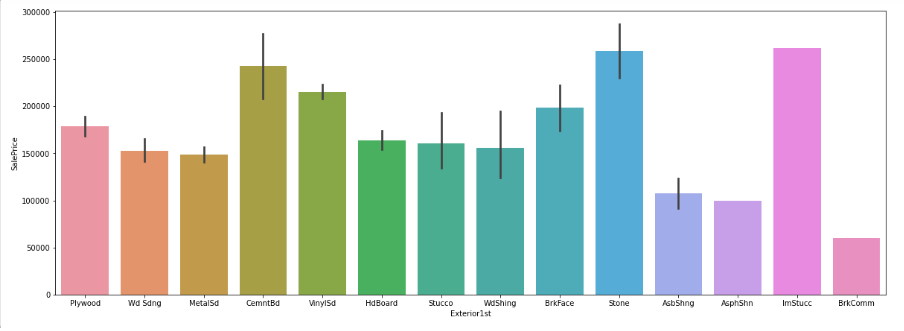 300000
250000
200000
150000
100000
50000
0
SalePrice
Plywood Wd Sdng MetalSd CemntBd VinylSd HdBoard Stucco WdShing BrkFace Stone AsbShng AsphShn ImStucc BrkComm
Exterior1st